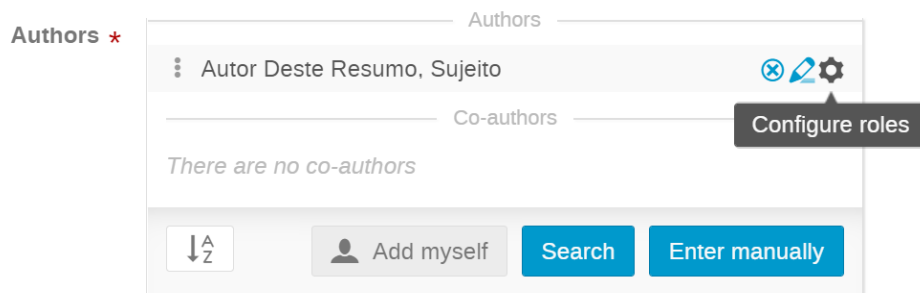 Authors
Authors *
Autor Deste Resumo, Sujeito
Configure roles
Co-authors
There are no co-authors
A
Z
Add myself
Search
Enter manually